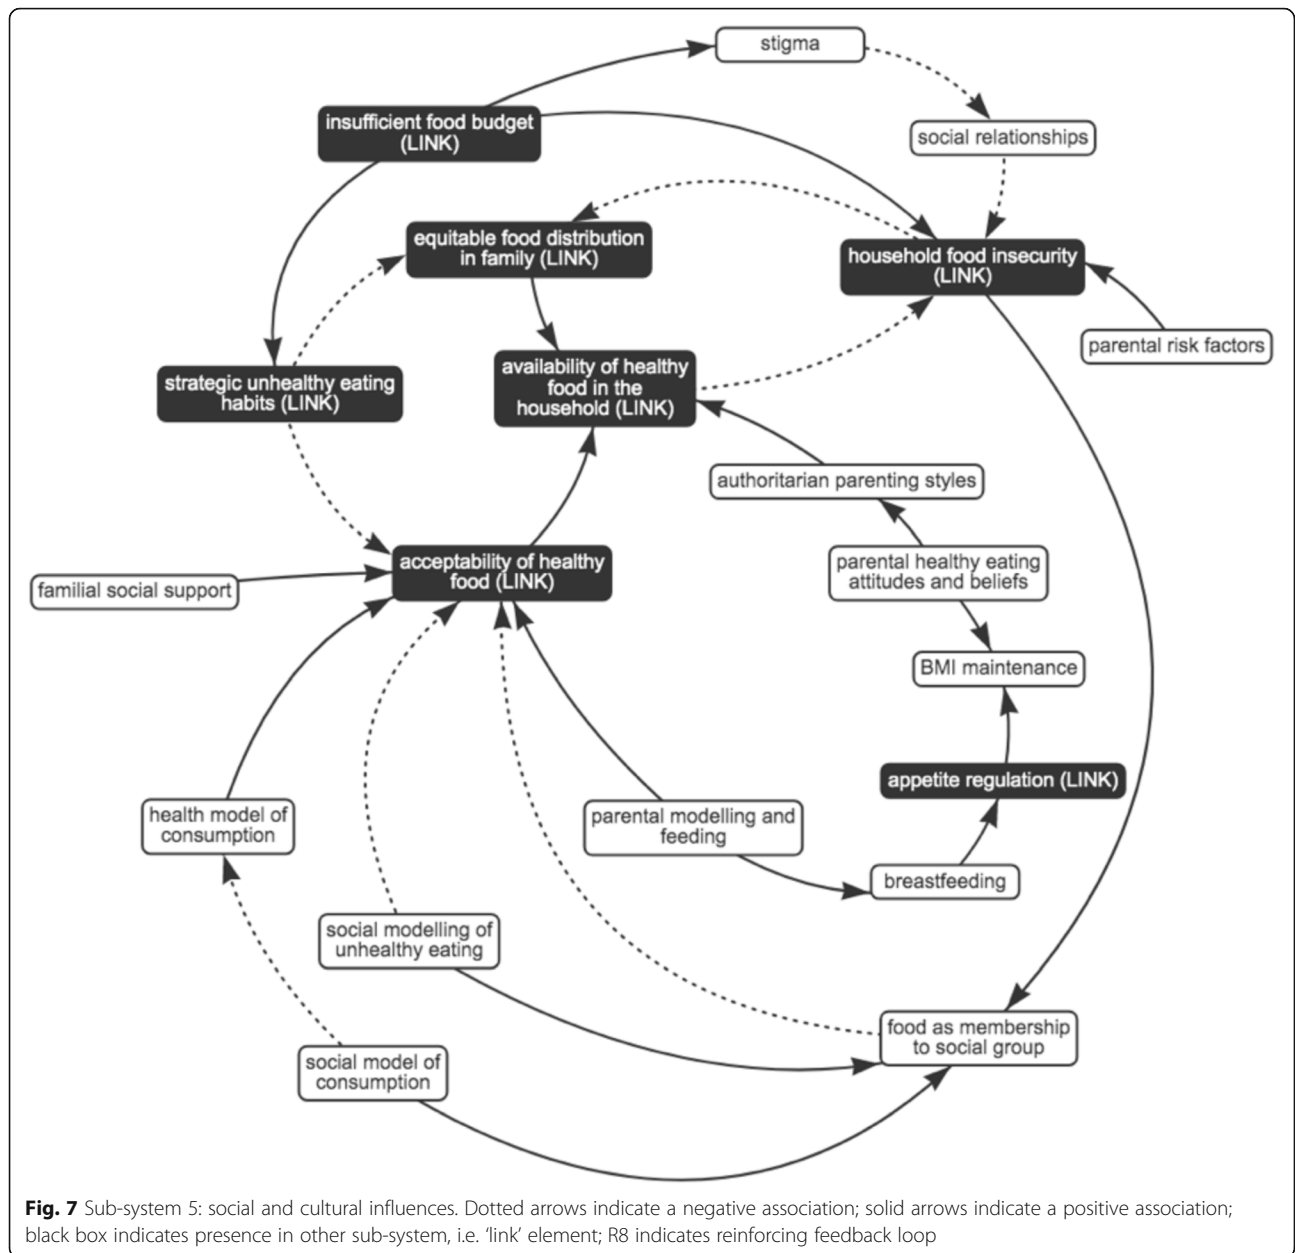 stigma
insufficient food budget
(LINK)
social relationships
equitable food distribution
in family (LINK)
household food insecurity
(LINK)
parental risk factors
strategic unhealthy eating
habits (LINK)
availability of healthy
food in the
household (LINK)
authoritarian parenting styles
acceptability of healthy
food (LINK)
parental healthy eating
attitudes and beliefs
familial social support
BMI maintenance
appetite regulation (LINK)
health model of
consumption
parental modelling and
feeding
breastfeeding
social modelling of
unhealthy eating
food as membership
to social group
social model of
consumption
Fig. 7 Sub-system 5: social and cultural influences. Dotted arrows indicate a negative association; solid arrows indicate a positive association;
black box indicates presence in other sub-system, i.e. ‘link’ element; R8 indicates reinforcing feedback loop